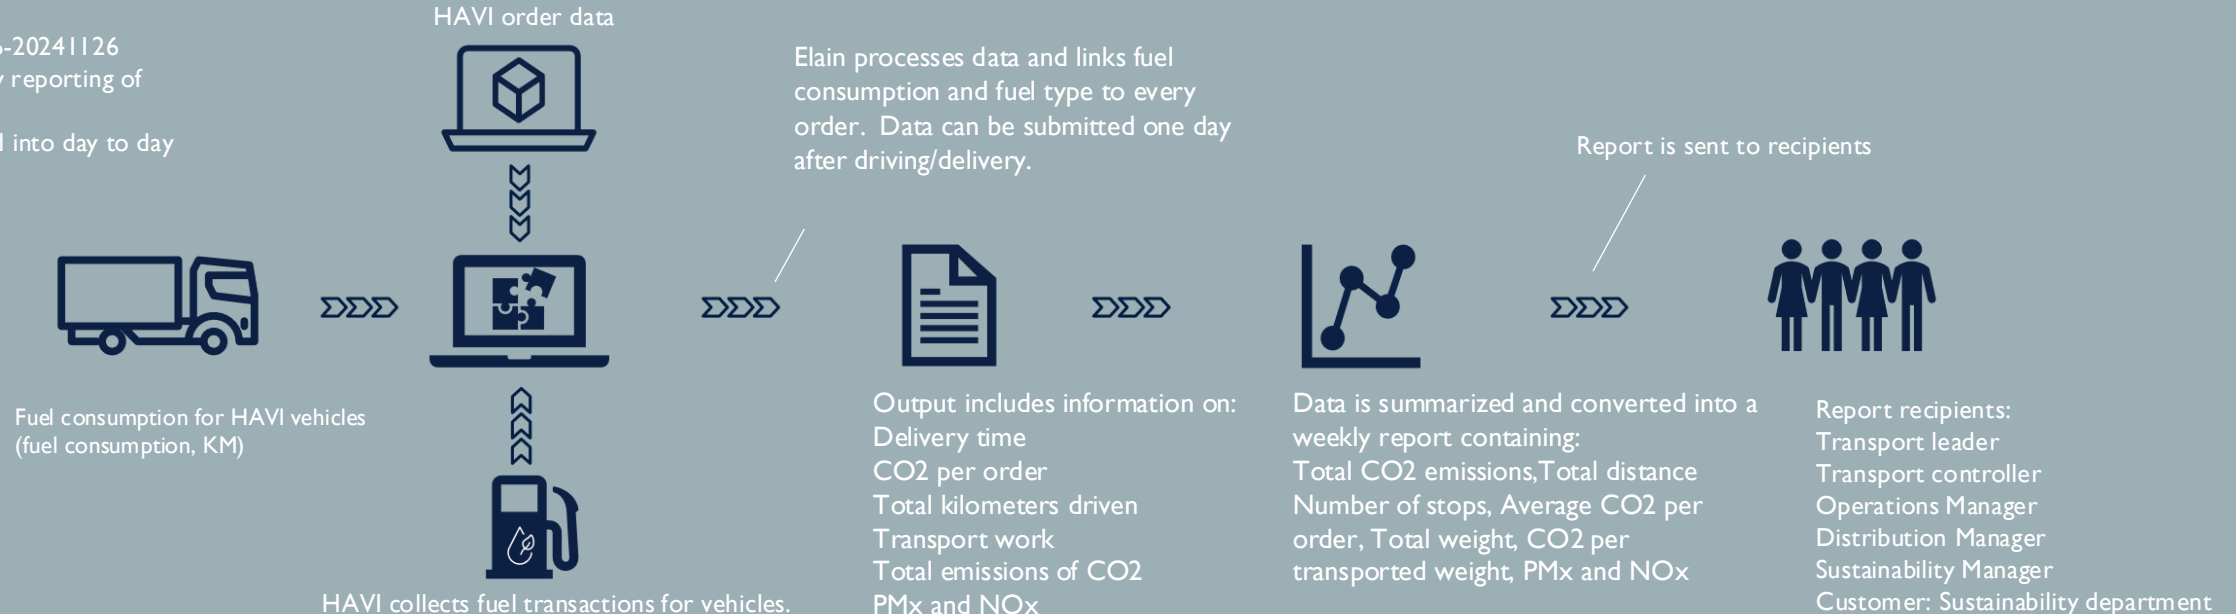 HAVI order data
-20241126
reporting of
into day to day
Elain processes data and links fuel
consumption and fuel type to every
order. Data can be submitted one day
after driving/delivery.
Report is sent to recipients
Fuel consumption for HAVI vehicles
(fuel consumption, KM)
HAVI collects fuel transactions for vehicles.
Output includes information on:
Delivery time
CO2 per order
Total kilometers driven
Transport work
Total emissions of CO2
PMx and NOx
Data is summarized and converted into a
weekly report containing:
Total CO2 emissions,Total distance
Number of stops, Average CO2 per
order, Total weight, CO2 per
transported weight, PMx and NOx
Report recipients:
Transport leader
Transport controller
Operations Manager
Distribution Manager
Sustainability Manager
Customer: Sustainability department